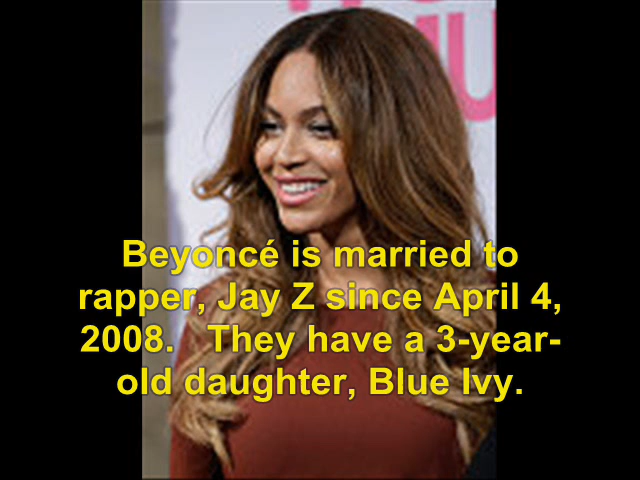 Beyoncé is married to
rapper, Jay Z since April 4,
2008.   They have a 3-year-
old daughter, Blue Ivy.